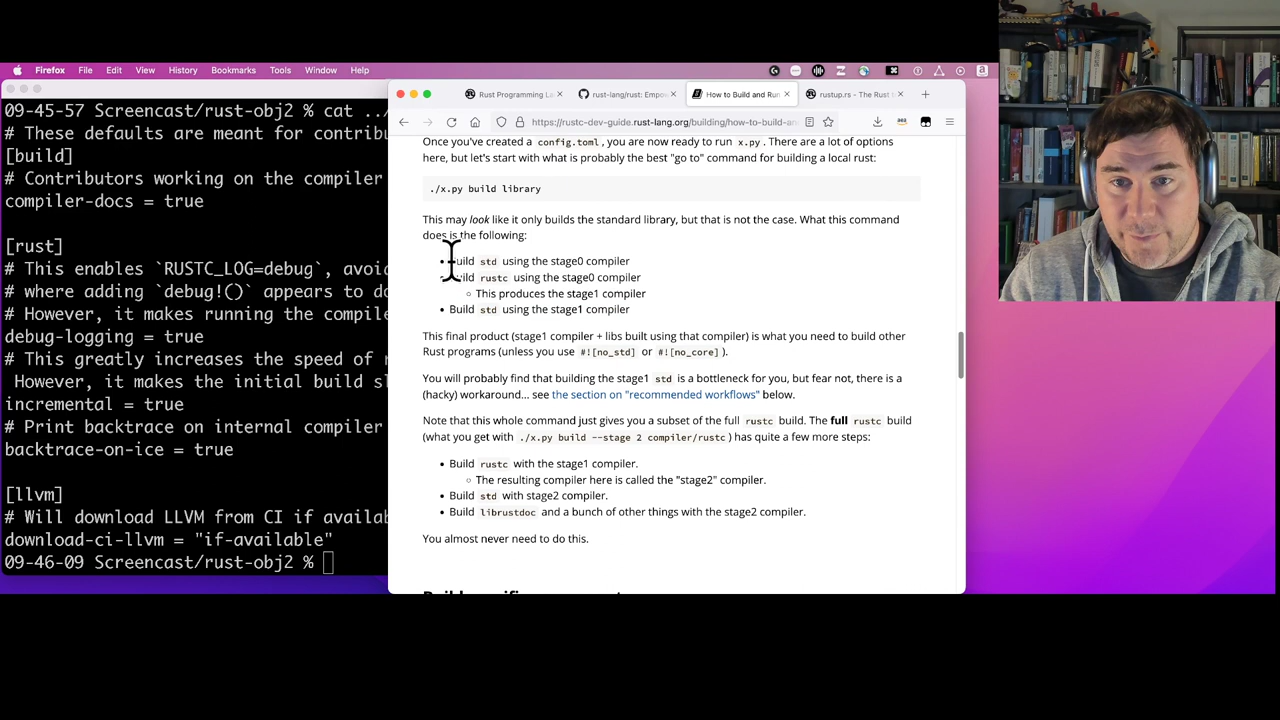 Firefox File Edit View History Bookmarks Tools Window Help
09-45-57 Screencast/rust-obj2 % cat ../
# These defaults are meant for contribu
[build]
# Contributors working on the compiler
compiler-docs = true
[rust]
# This enables `RUSTC_LOG=debug`, avoid
# where adding `debug!()` appears to do
# However, it makes running the compile
debug-logging = true
# This greatly increases the speed of r
However, it makes the initial build sl
incremental = true
# Print backtrace on internal compiler
backtrace-on-ice = true
[llvm]
# Will download LLVM from CI if availab
download-ci-llvm = "if-available"
09-46-09 Screencast/rust-obj2 %
Rust Programming La
rust-lang/rust: Empow
How to Build and Run
rustup.rs - The Rust t
https://rustc-dev-guide.rust-lang.org/building/how-to-build-an
Once you've created a config.toml, you are now ready to run x.py. There are a lot of options
here, but let's start with what is probably the best "go to" command for building a local rust:
./x.py build library
This may look like it only builds the standard library, but that is not the case. What this command
does is the following:
Build std using the stage0 compiler
Build rustc using the stage0 compiler
This produces the stage1 compiler
Build std using the stage1 compiler
This final product (stage1 compiler + libs built using that compiler) is what you need to build other
Rust programs (unless you use #![no_std] or #![no_core]).
You will probably find that building the stage1 std is a bottleneck for you, but fear not, there is a
(hacky) workaround... see the section on "recommended workflows" below.
Note that this whole command just gives you a subset of the full rustc build. The full rustc build
(what you get with ./x.py build --stage 2 compiler/rustc) has quite a few more steps:
Build rustc with the stage1 compiler.
The resulting compiler here is called the "stage2" compiler.
Build std with stage2 compiler.
Build librustdoc and a bunch of other things with the stage2 compiler.
You almost never need to do this.